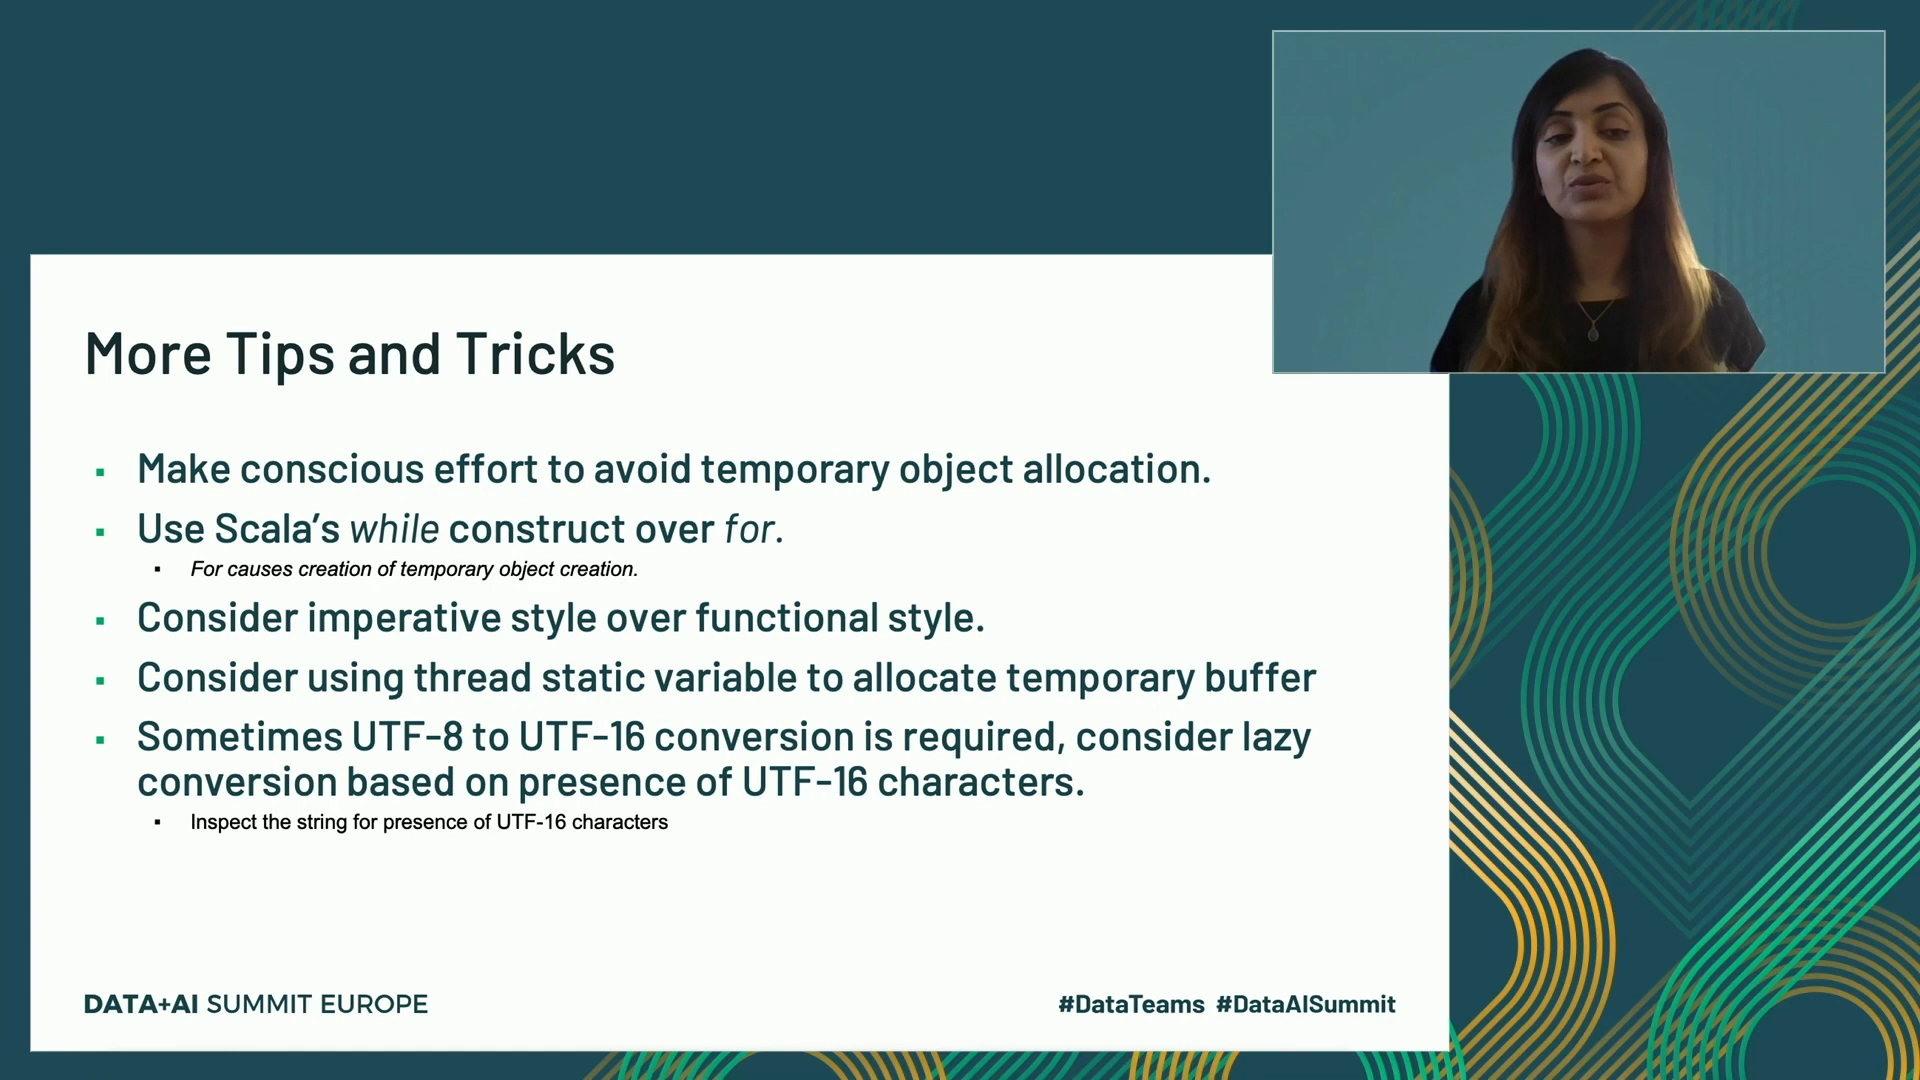 More Tips and Tricks
▪ Make conscious effort to avoid temporary object allocation.
▪ Use Scala’s while construct over for.
▪ For causes creation of temporary object creation.
▪ Consider imperative style over functional style.
▪ Consider using thread static variable to allocate temporary buffer
▪ Sometimes UTF-8 to UTF-16 conversion is required, consider lazy
conversion based on presence of UTF-16 characters.
▪ Inspect the string for presence of UTF-16 characters
DATA+AI SUMMIT EUROPE
#DataTeams #DataAISummit